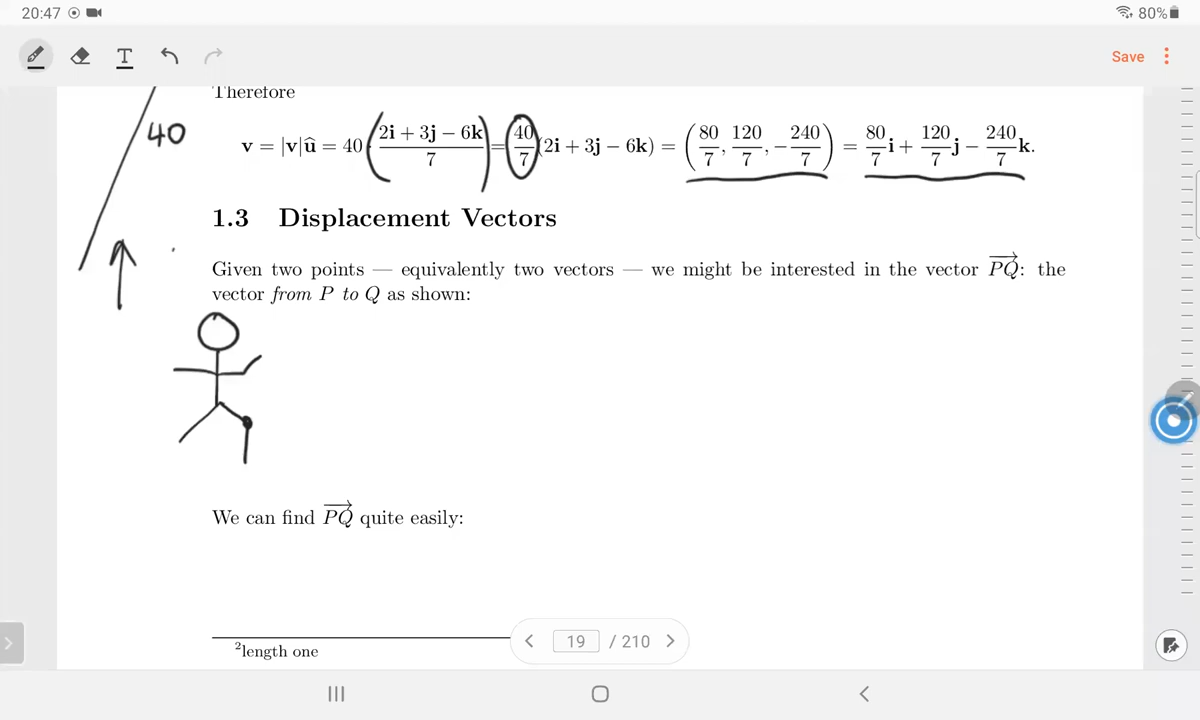 20:47 80%
T Save
Therefore
40
v = |v|û = 40 · (2i + 3j − 6k / 7) = 40/7 (2i + 3j − 6k) = (80/7, 120/7, −240/7) = 80/7 i + 120/7 j − 240/7 k.
1.3 Displacement Vectors
Given two points — equivalently two vectors — we might be interested in the vector PQ⃗: the
vector from P to Q as shown:
We can find PQ⃗ quite easily:
19 / 210
²length one